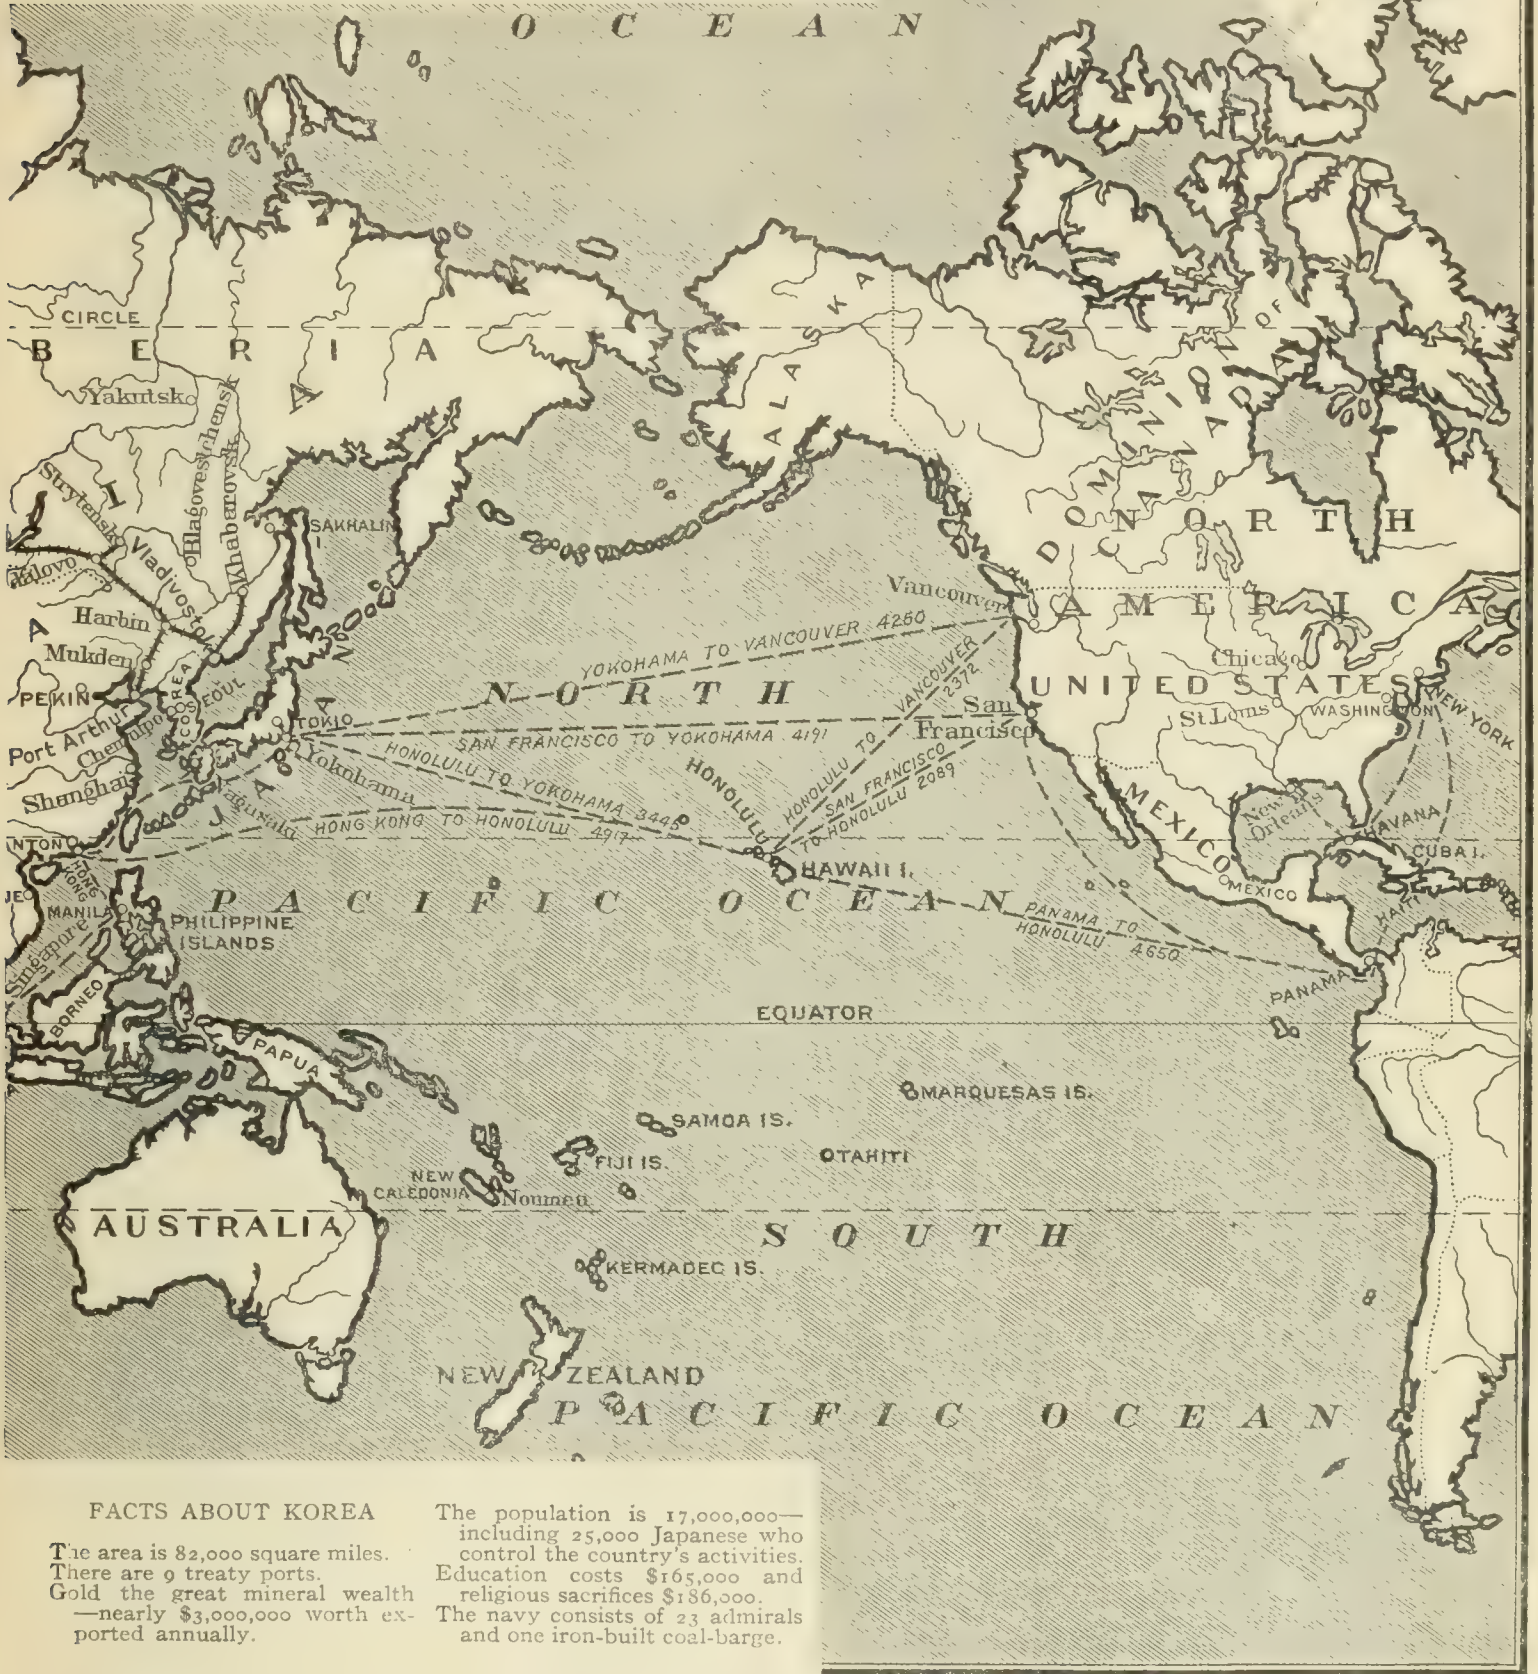 OCEAN
CIRCLE
BERIA
A
Yakutsk
ALASKA
DOMINION OF
CANADA
Blagovestchensk
Khabarovsk
Strytensk
I
SAKHALIN
Vladivostok
NORTH
AMERICA
Harbin
A
Mukden
PEKIN
Port Arthur
Chemulpo
KOREA
SEOUL
Shanghai
JAPAN
TOKIO
Yokohama
Nagasaki
Vancouver
YOKOHAMA TO VANCOUVER 4260
NORTH
SAN FRANCISCO TO YOKOHAMA 4191
HONOLULU TO YOKOHAMA 3445
HONG KONG TO HONOLULU 4917
HONOLULU TO VANCOUVER
2372
SAN FRANCISCO
TO HONOLULU 2089
HONOLULU
San
Francisco
Chicago
UNITED STATES
St Louis
WASHINGTON
NEW YORK
New
Orleans
MEXICO
HAVANA
CUBA I.
MEXICO
HAITI
NTON
HONG
KONG
MANILA
PHILIPPINE
ISLANDS
Singapore
BORNEO
HAWAII I.
PACIFIC OCEAN
PANAMA TO
HONOLULU 4650
PANAMA
EQUATOR
PAPUA
MARQUESAS IS.
SAMOA IS.
TAHITI
FIJI IS.
NEW
CALEDONIA
Noumea
AUSTRALIA
SOUTH
KERMADEC IS.
NEW ZEALAND
PACIFIC OCEAN
FACTS ABOUT KOREA
The area is 82,000 square miles.
There are 9 treaty ports.
Gold the great mineral wealth
—nearly $3,000,000 worth ex-
ported annually.
The population is 17,000,000—
including 25,000 Japanese who
control the country's activities.
Education costs $165,000 and
religious sacrifices $186,000.
The navy consists of 23 admirals
and one iron-built coal-barge.